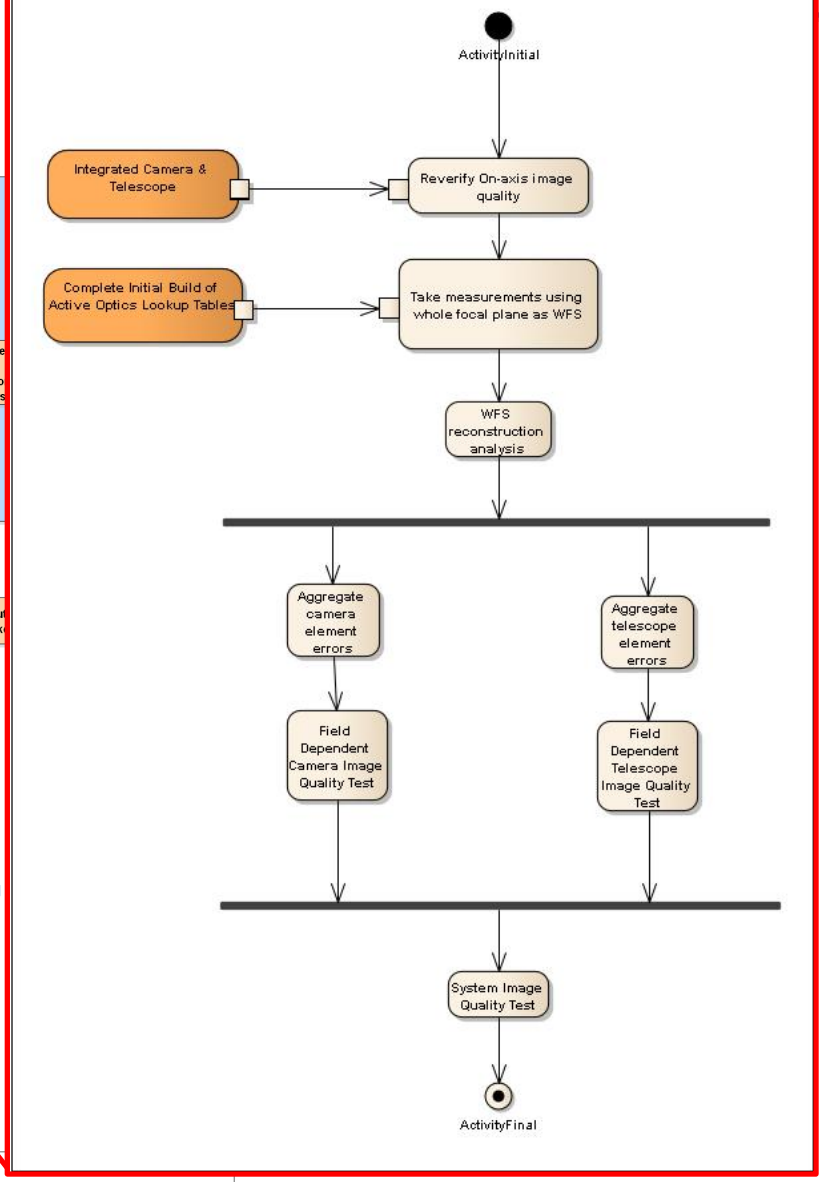 ActivityInitial
Integrated Camera &
Telescope
Reverify On-axis image
quality
Complete Initial Build of
Active Optics Lookup Tables
Take measurements using
whole focal plane as WFS
WFS
reconstruction
analysis
Aggregate
camera
element
errors
Aggregate
telescope
element
errors
Field
Dependent
Camera Image
Quality Test
Field
Dependent
Telescope
Image Quality
Test
System Image
Quality Test
ActivityFinal